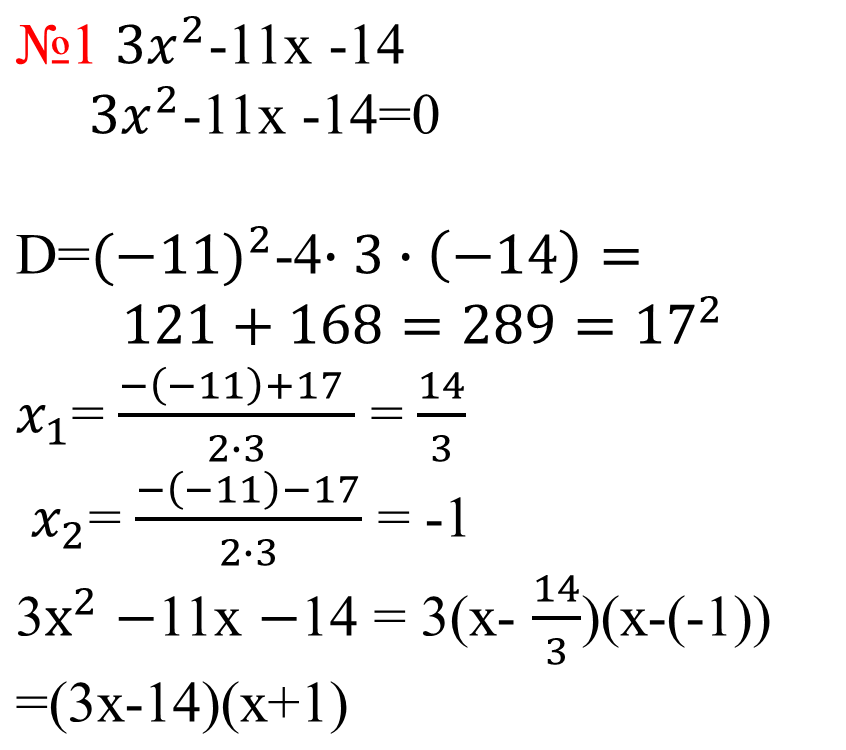 №1 3x²-11x -14
3x²-11x -14=0
D=(−11)²-4· 3 · (−14) =
121 + 168 = 289 = 17²
x₁= −(−11)+17 / 2·3 = 14/3
x₂= −(−11)−17 / 2·3 = -1
3x² −11x −14 = 3(x- 14/3)(x-(-1))
=(3x-14)(x+1)